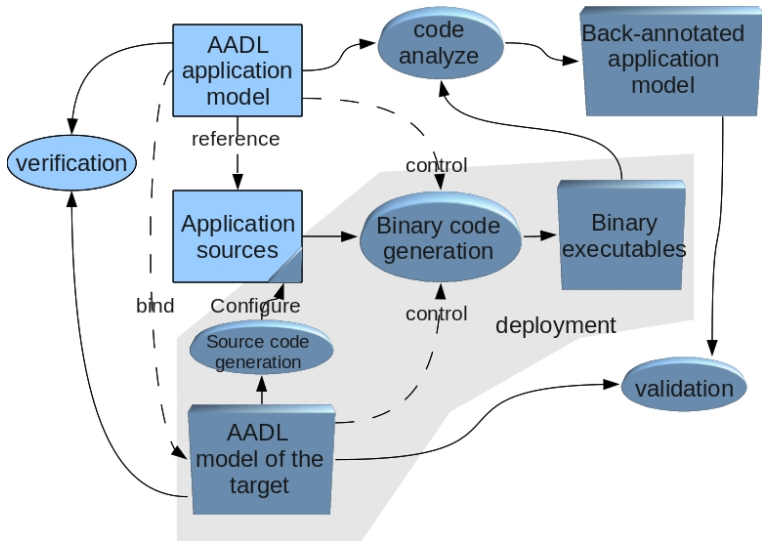 AADL
application
model
code
analyze
Back-annotated
application
model
reference
verification
control
Application
sources
Binary code
generation
Binary
executables
bind
Configure
control
deployment
Source code
generation
validation
AADL
model of the
target